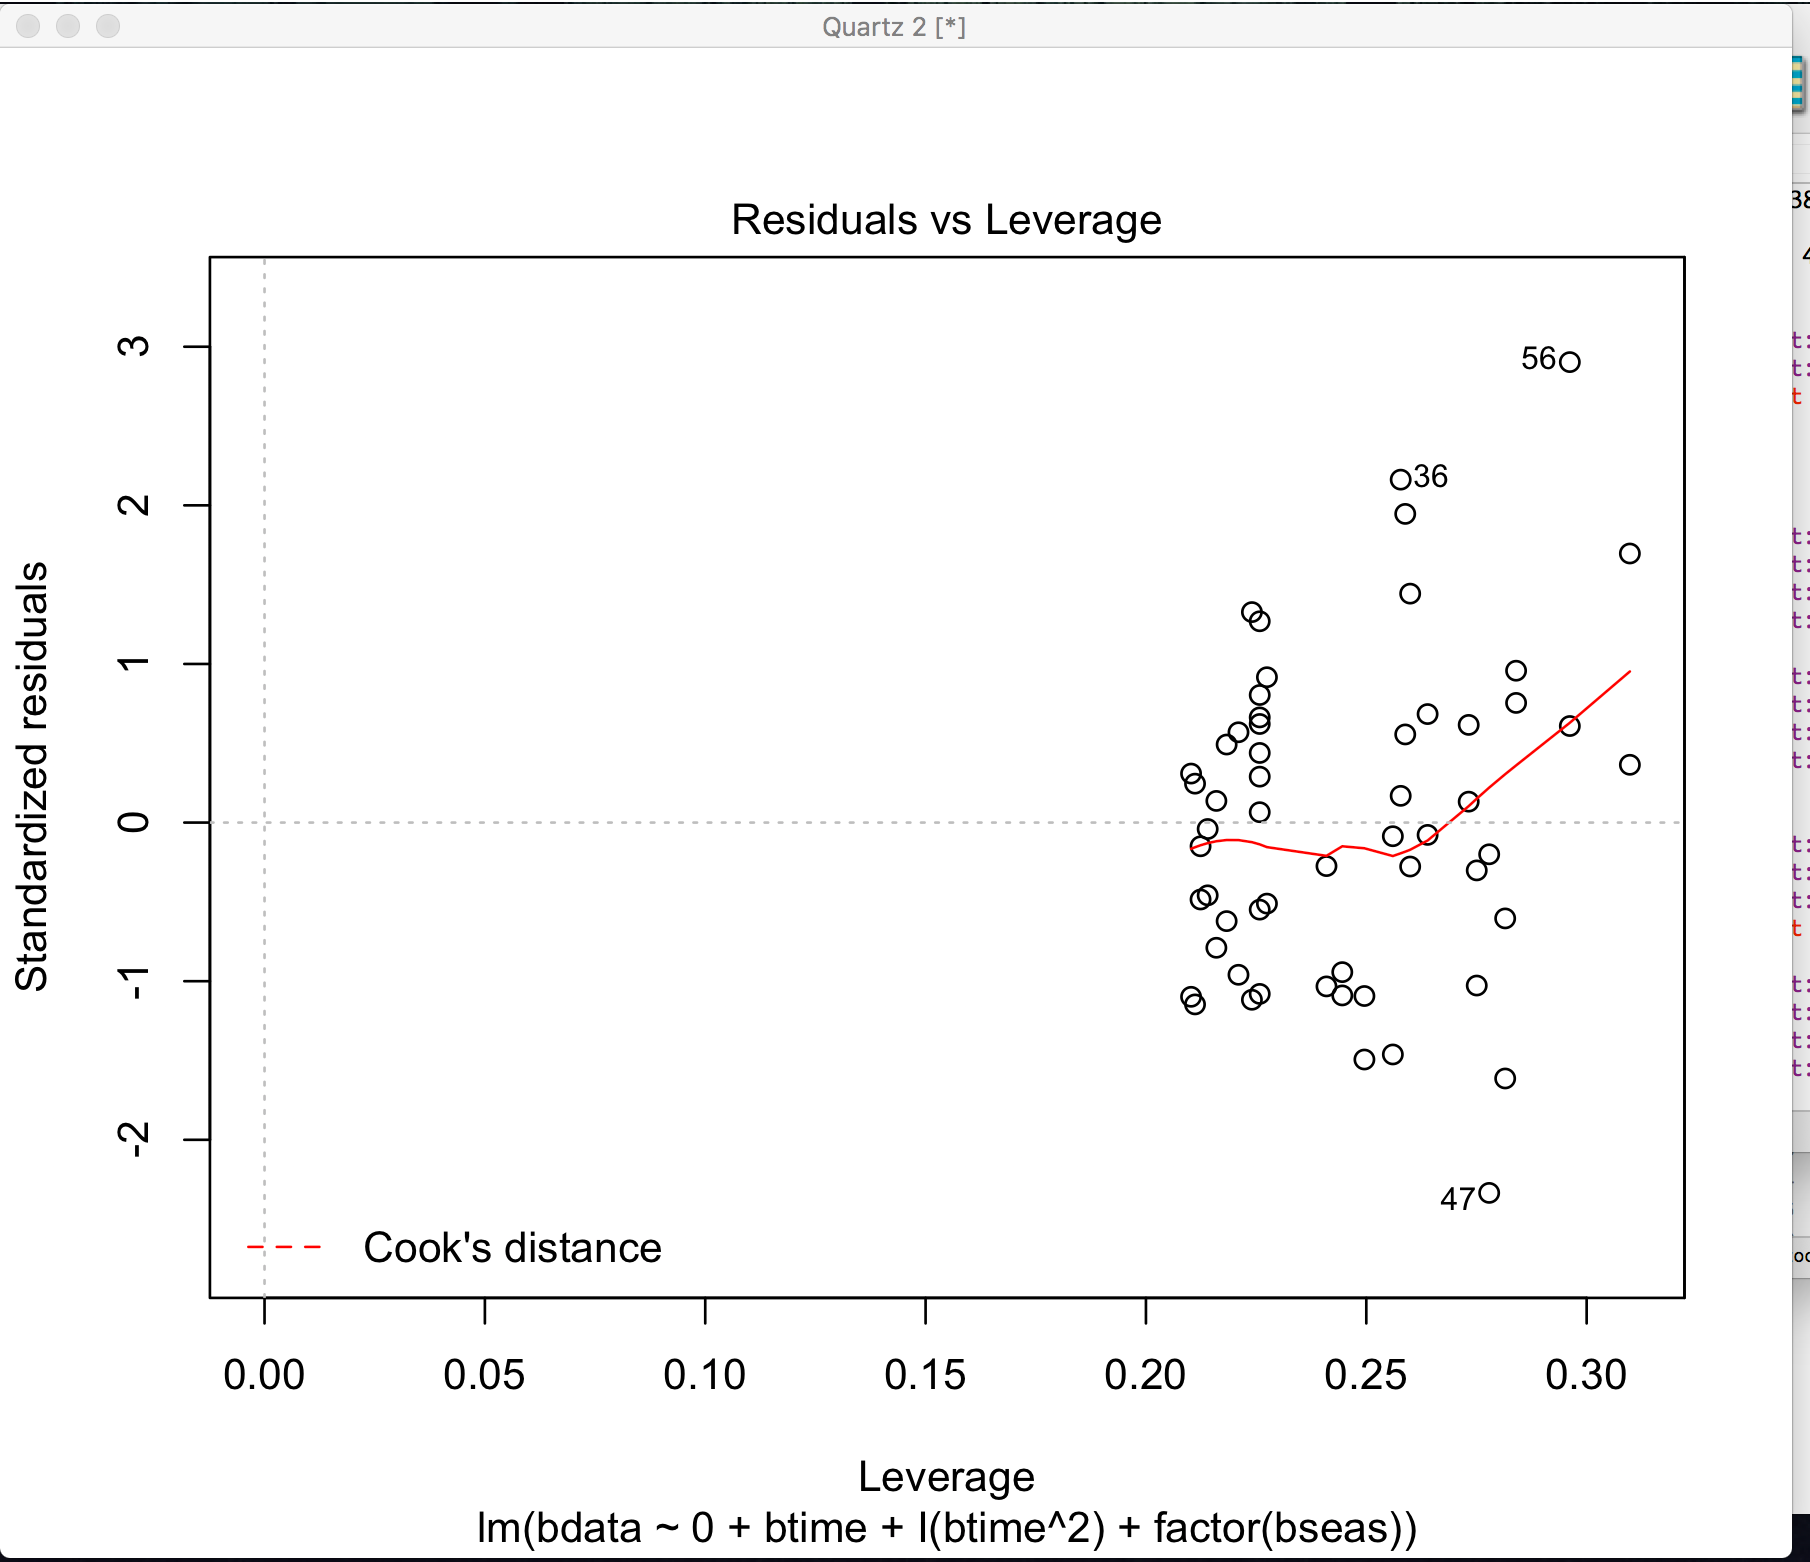 Quartz 2 [*]
Residuals vs Leverage
3
2
1
0
-1
-2
Standardized residuals
56
36
47
Cook's distance
0.00 0.05 0.10 0.15 0.20 0.25 0.30
Leverage
lm(bdata ~ 0 + btime + I(btime^2) + factor(bseas))
38
t:
t:
t
t:
t:
t:
t:
t:
t:
t:
t:
t:
t:
t:
t
t:
t:
t:
t: